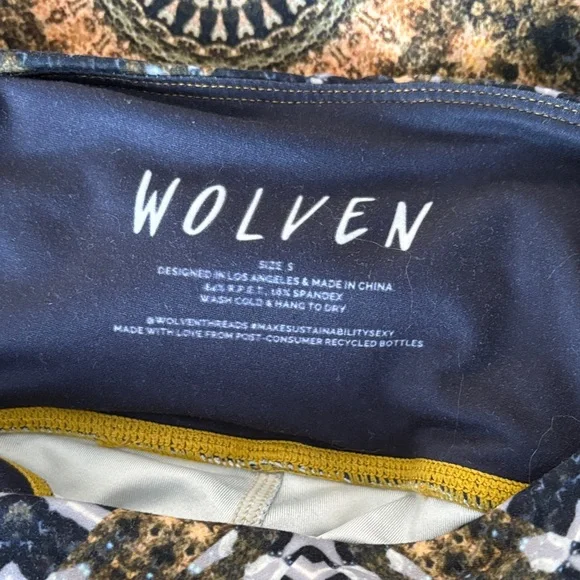 WOLVEN
SIZE S
DESIGNED IN LOS ANGELES & MADE IN CHINA
84% R.P.E.T., 16% SPANDEX
WASH COLD & HANG TO DRY
@WOLVENTHREADS #MAKESUSTAINABILITYSEXY
MADE WITH LOVE FROM POST-CONSUMER RECYCLED BOTTLES